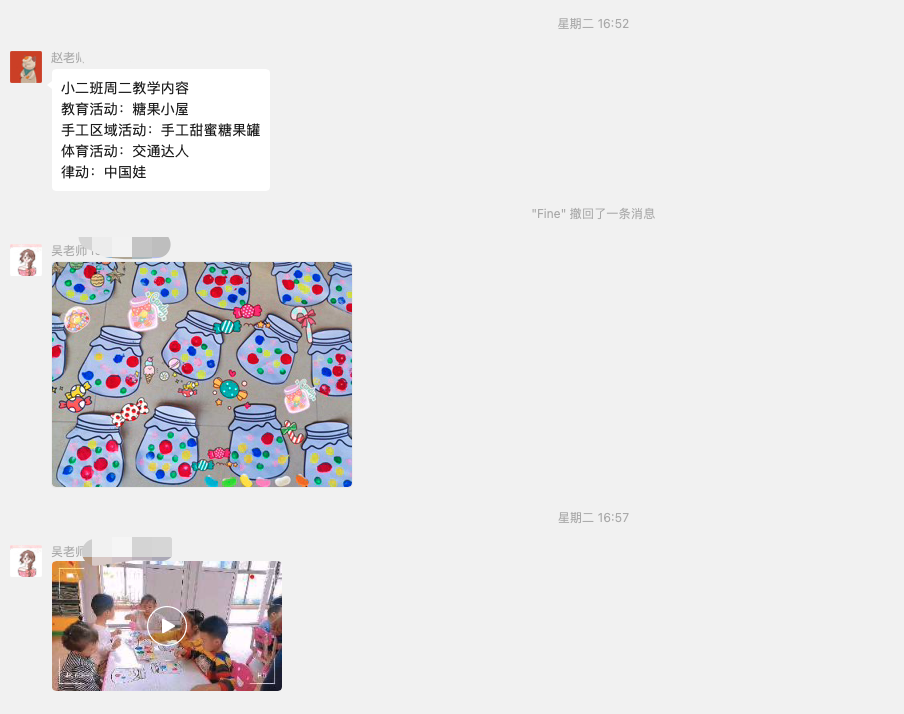 星期二 16:52
赵老师
小二班周二教学内容
教育活动：糖果小屋
手工区域活动：手工甜蜜糖果罐
体育活动：交通达人
律动：中国娃
"Fine" 撤回了一条消息
吴老师
星期二 16:57
吴老师